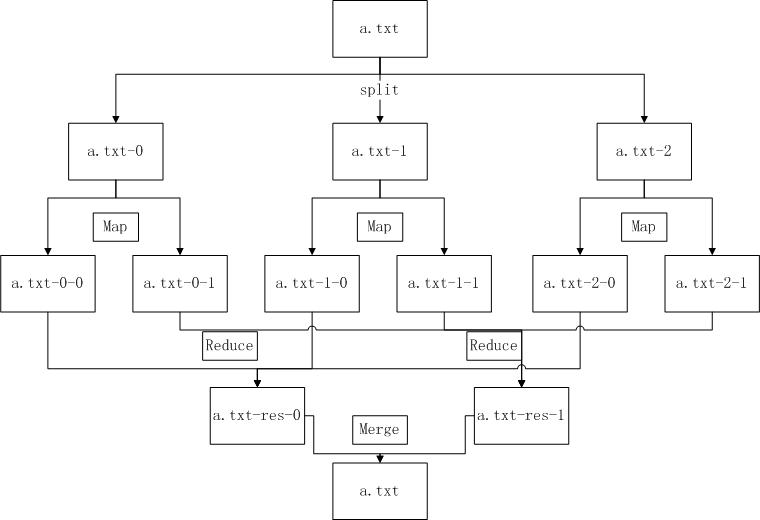 a.txt
split
a.txt-0
a.txt-1
a.txt-2
Map
Map
Map
a.txt-0-0
a.txt-0-1
a.txt-1-0
a.txt-1-1
a.txt-2-0
a.txt-2-1
Reduce
Reduce
a.txt-res-0
a.txt-res-1
Merge
a.txt